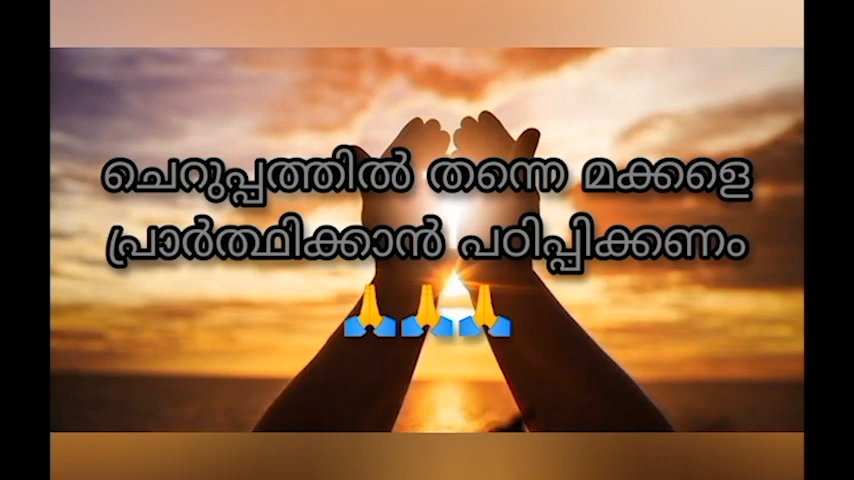 ചെറുപ്പത്തിൽ തന്നെ മക്കളെ
പ്രാർത്ഥിക്കാൻ പഠിപ്പിക്കണം
🙏🙏🙏